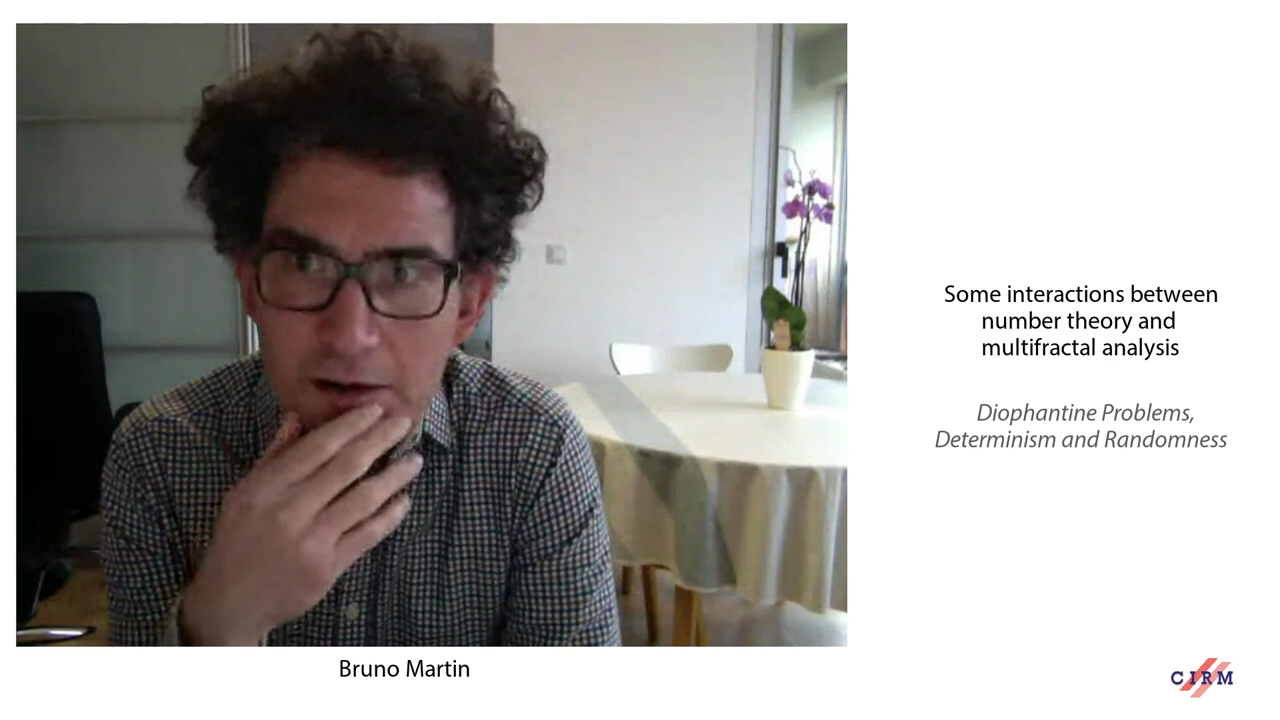 Some interactions between
number theory and
multifractal analysis
Diophantine Problems,
Determinism and Randomness
Bruno Martin
CIRM